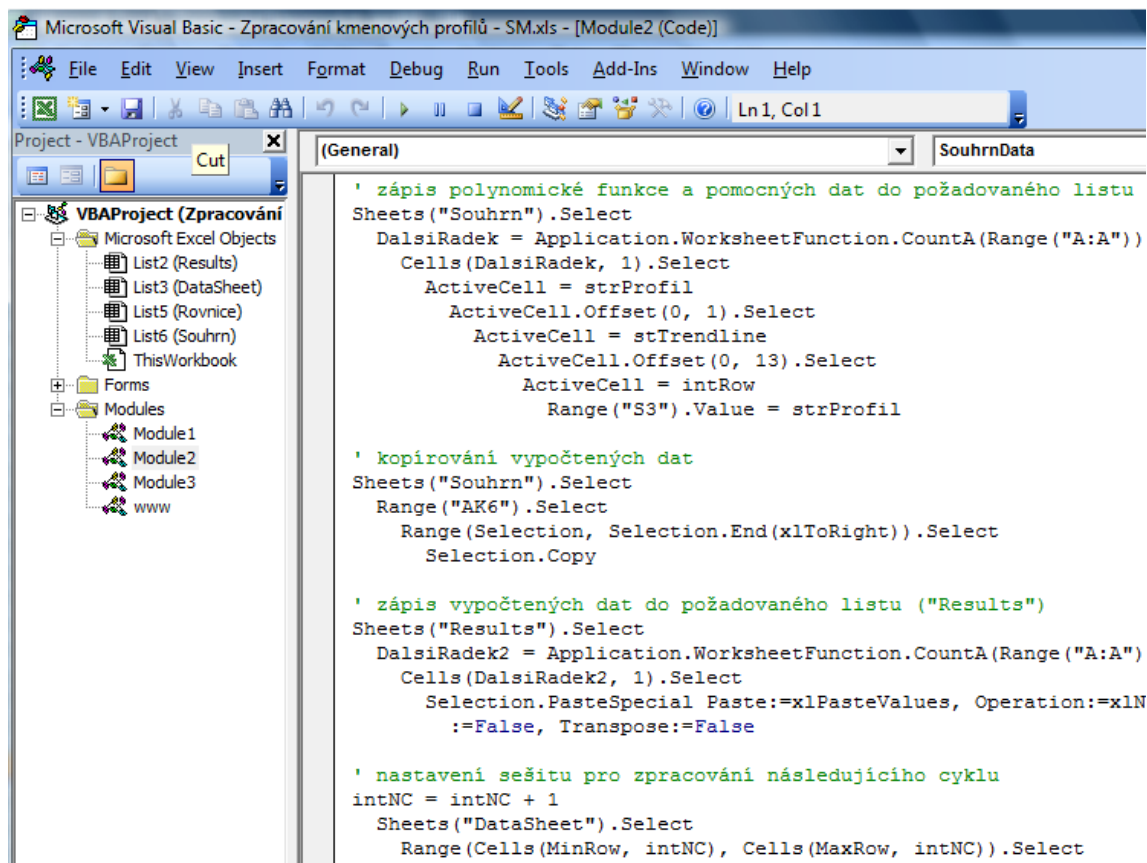 Microsoft Visual Basic - Zpracování kmenových profilů - SM.xls - [Module2 (Code)]
File Edit View Insert Format Debug Run Tools Add-Ins Window Help
Ln 1, Col 1
Project - VBAProject
Cut
(General)
SouhrnData
VBAProject (Zpracování
Microsoft Excel Objects
List2 (Results)
List3 (DataSheet)
List5 (Rovnice)
List6 (Souhrn)
ThisWorkbook
Forms
Modules
Module1
Module2
Module3
www
' zápis polynomické funkce a pomocných dat do požadovaného listu
Sheets("Souhrn").Select
DalsiRadek = Application.WorksheetFunction.CountA(Range("A:A"))
Cells(DalsiRadek, 1).Select
ActiveCell = strProfil
ActiveCell.Offset(0, 1).Select
ActiveCell = stTrendline
ActiveCell.Offset(0, 13).Select
ActiveCell = intRow
Range("S3").Value = strProfil
' kopírování vypočtených dat
Sheets("Souhrn").Select
Range("AK6").Select
Range(Selection, Selection.End(xlToRight)).Select
Selection.Copy
' zápis vypočtených dat do požadovaného listu ("Results")
Sheets("Results").Select
DalsiRadek2 = Application.WorksheetFunction.CountA(Range("A:A")
Cells(DalsiRadek2, 1).Select
Selection.PasteSpecial Paste:=xlPasteValues, Operation:=xlN
:=False, Transpose:=False
' nastavení sešitu pro zpracování následujícího cyklu
intNC = intNC + 1
Sheets("DataSheet").Select
Range(Cells(MinRow, intNC), Cells(MaxRow, intNC)).Select